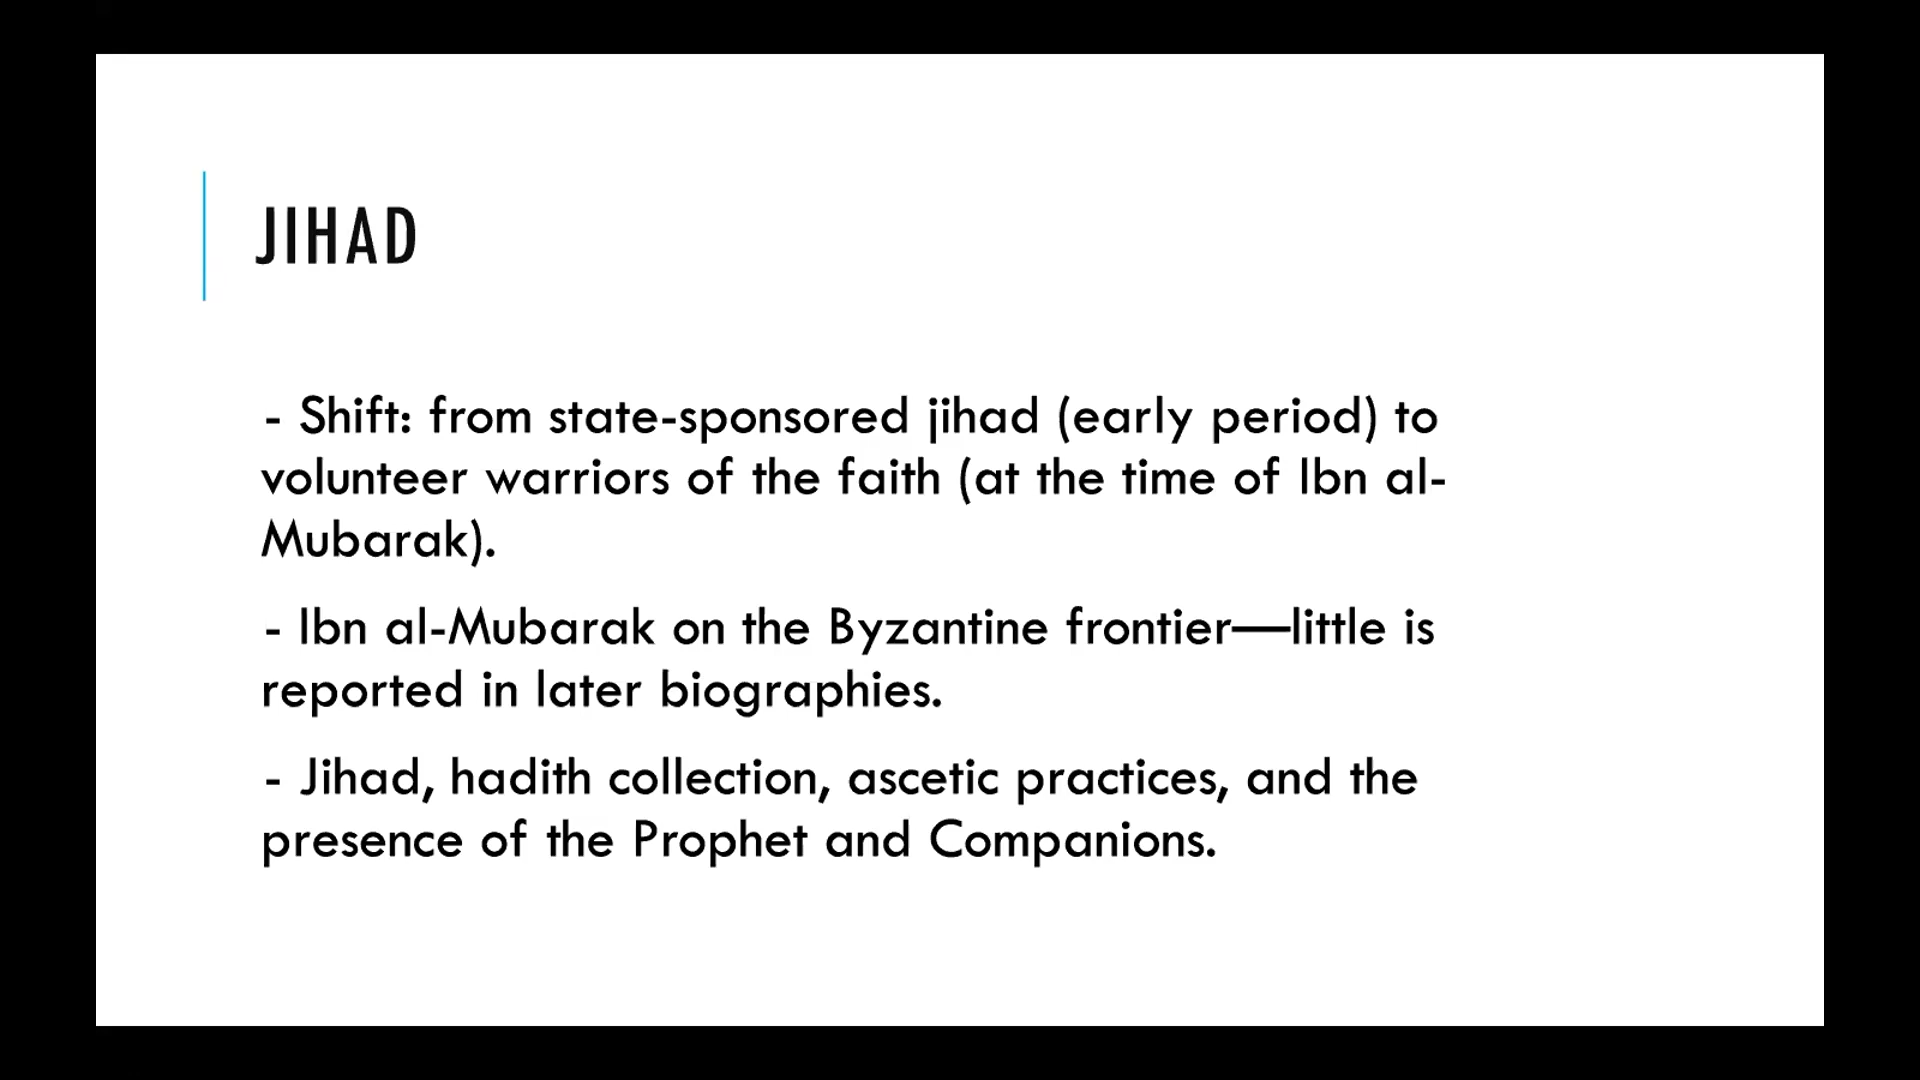 JIHAD
- Shift: from state-sponsored jihad (early period) to
volunteer warriors of the faith (at the time of Ibn al-
Mubarak).
- Ibn al-Mubarak on the Byzantine frontier—little is
reported in later biographies.
- Jihad, hadith collection, ascetic practices, and the
presence of the Prophet and Companions.